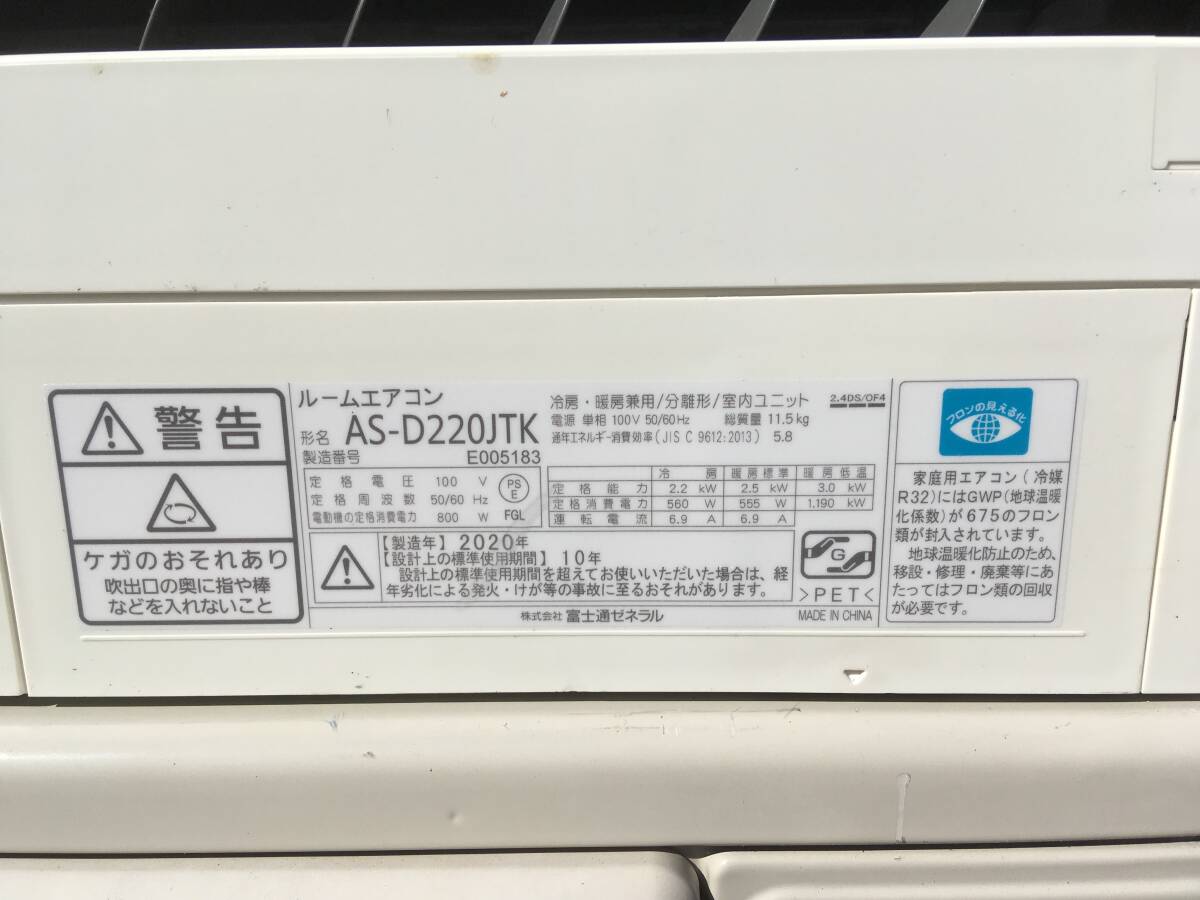 警告
ケガのおそれあり
吹出口の奥に指や棒
などを入れないこと
ルームエアコン
形名 AS-D220JTK
製造番号 E005183
定格電圧 100 V
定格周波数 50/60 Hz
電動機の定格消費電力 800 W
PS
E
FGL
冷房・暖房兼用/分離形/室内ユニット
電源 単相 100V 50/60Hz 総質量 11.5kg
通年エネルギー消費効率(JIS C 9612:2013) 5.8
2.4DS/OF4
冷房 暖房標準 暖房低温
定格能力 2.2 kW 2.5 kW 3.0 kW
定格消費電力 560 W 555 W 1,190 kW
運転電流 6.9 A 6.9 A
【製造年】2020年
【設計上の標準使用期間】10年
設計上の標準使用期間を超えてお使いいただいた場合は、経
年劣化による発火・けが等の事故に至るおそれがあります。
G
>PET<
株式会社 富士通ゼネラル
MADE IN CHINA
フロンの見える化
家庭用エアコン(冷媒
R32)にはGWP(地球温暖
化係数)が675のフロン
類が封入されています。
地球温暖化防止のため、
移設・修理・廃棄等にあ
たってはフロン類の回収
が必要です。